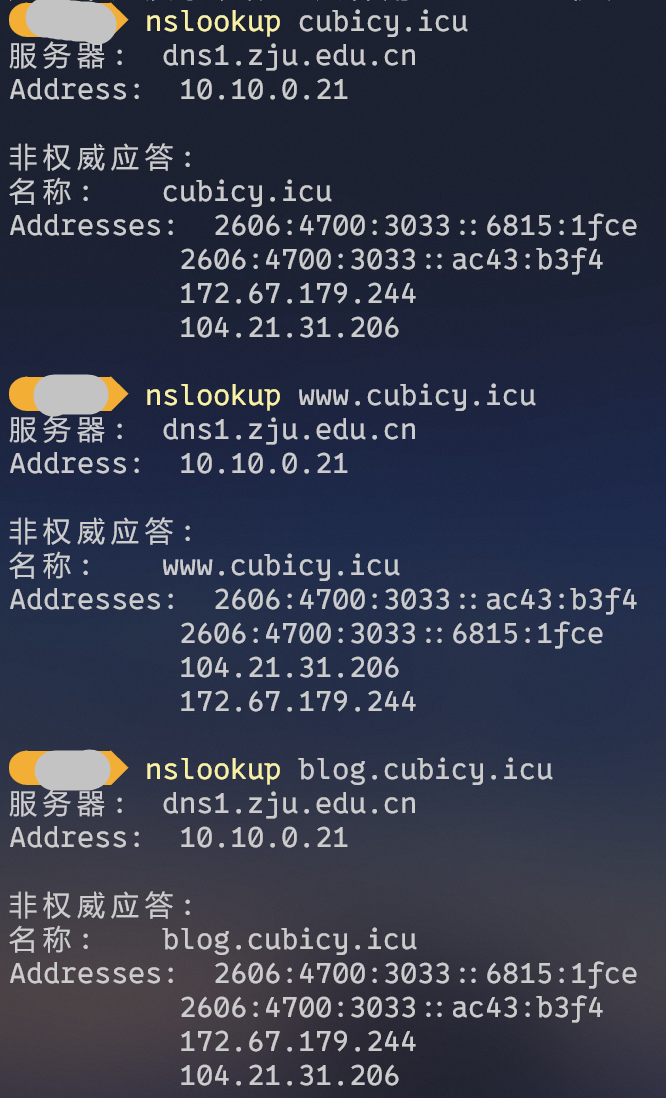 nslookup cubicy.icu
服务器:  dns1.zju.edu.cn
Address:  10.10.0.21
非权威应答:
名称:    cubicy.icu
Addresses:  2606:4700:3033::6815:1fce
2606:4700:3033::ac43:b3f4
172.67.179.244
104.21.31.206
nslookup www.cubicy.icu
服务器:  dns1.zju.edu.cn
Address:  10.10.0.21
非权威应答:
名称:    www.cubicy.icu
Addresses:  2606:4700:3033::ac43:b3f4
2606:4700:3033::6815:1fce
104.21.31.206
172.67.179.244
nslookup blog.cubicy.icu
服务器:  dns1.zju.edu.cn
Address:  10.10.0.21
非权威应答:
名称:    blog.cubicy.icu
Addresses:  2606:4700:3033::6815:1fce
2606:4700:3033::ac43:b3f4
172.67.179.244
104.21.31.206